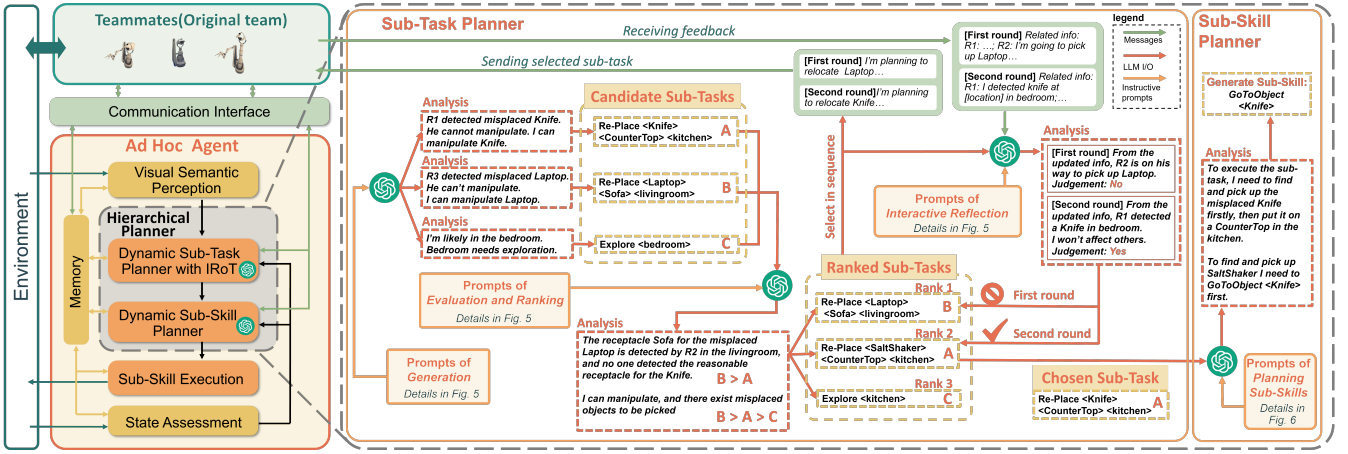 Environment
Teammates(Original team)
Communication Interface
Ad Hoc Agent
Visual Semantic
Perception
Hierarchical
Planner
Memory
Dynamic Sub-Task
Planner with IRoT
Dynamic Sub-Skill
Planner
Sub-Skill Execution
State Assessment
Sub-Task Planner
Receiving feedback
Sending selected sub-task
[First round] I'm planning to
relocate Laptop…
[Second round]I'm planning
to relocate Knife…
[First round] Related info:
R1: …; R2: I'm going to pick
up Laptop…
[Second round] Related info:
R1: I detected knife at
[location] in bedroom;…
legend
Messages
LLM I/O
Instructive
prompts
Analysis
R1 detected misplaced Knife.
He cannot manipulate. I can
manipulate Knife.
Analysis
R3 detected misplaced Laptop.
He can't manipulate.
I can manipulate Laptop.
Analysis
I'm likely in the bedroom.
Bedroom needs exploration.
Candidate Sub-Tasks
Re-Place <Knife>
<CounterTop> <kitchen>
A
Re-Place <Laptop>
<Sofa> <livingroom>
B
Explore <bedroom>
C
Prompts of
Evaluation and Ranking
Details in Fig. 5
Prompts of
Generation
Details in Fig. 5
Analysis
The receptacle Sofa for the misplaced
Laptop is detected by R2 in the livingroom,
and no one detected the reasonable
receptacle for the Knife.
B > A
I can manipulate, and there exist misplaced
objects to be picked
B > A > C
Select in sequence
Prompts of
Interactive Reflection
Details in Fig. 5
Analysis
[First round] From the
updated info, R2 is on his
way to pick up Laptop.
Judgement: No
[Second round] From the
updated info, R1 detected
a Knife in bedroom.
I won't affect others.
Judgement: Yes
Ranked Sub-Tasks
Rank 1
Re-Place <Laptop>
<Sofa> <livingroom>
B
Rank 2
Re-Place <SaltShaker>
<CounterTop> <kitchen>
A
Rank 3
Explore <kitchen>
C
First round
Second round
Chosen Sub-Task
Re-Place <Knife>
<CounterTop> <kitchen>
A
Sub-Skill
Planner
Generate Sub-Skill:
GoToObject
<Knife>
Analysis
To execute the sub-
task, I need to find
and pick up the
misplaced Knife
firstly, then put it on
a CounterTop in the
kitchen.
To find and pick up
SaltShaker I need to
GoToObject <Knife>
first.
Prompts of
Planning
Sub-Skills
Details in
Fig. 6